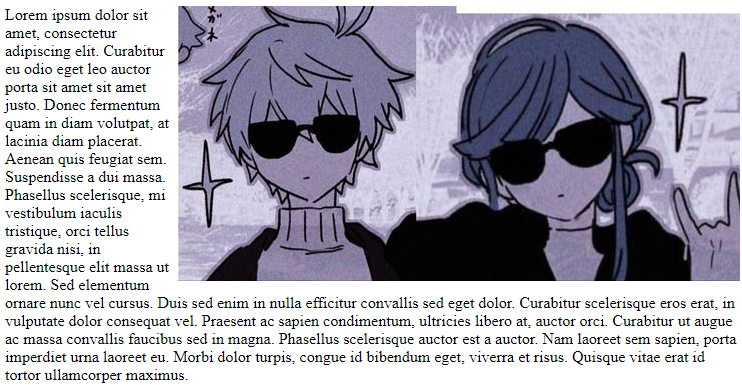 Lorem ipsum dolor sit
amet, consectetur
adipiscing elit. Curabitur
eu odio eget leo auctor
porta sit amet sit amet
justo. Donec fermentum
quam in diam volutpat, at
lacinia diam placerat.
Aenean quis feugiat sem.
Suspendisse a dui massa.
Phasellus scelerisque, mi
vestibulum iaculis
tristique, orci tellus
gravida nisi, in
pellentesque elit massa ut
lorem. Sed elementum
ornare nunc vel cursus. Duis sed enim in nulla efficitur convallis sed eget dolor. Curabitur scelerisque eros erat, in
vulputate dolor consequat vel. Praesent ac sapien condimentum, ultricies libero at, auctor orci. Curabitur ut augue
ac massa convallis faucibus sed in magna. Phasellus scelerisque auctor est a auctor. Nam laoreet sem sapien, porta
imperdiet urna laoreet eu. Morbi dolor turpis, congue id bibendum eget, viverra et risus. Quisque vitae erat id
tortor ullamcorper maximus.